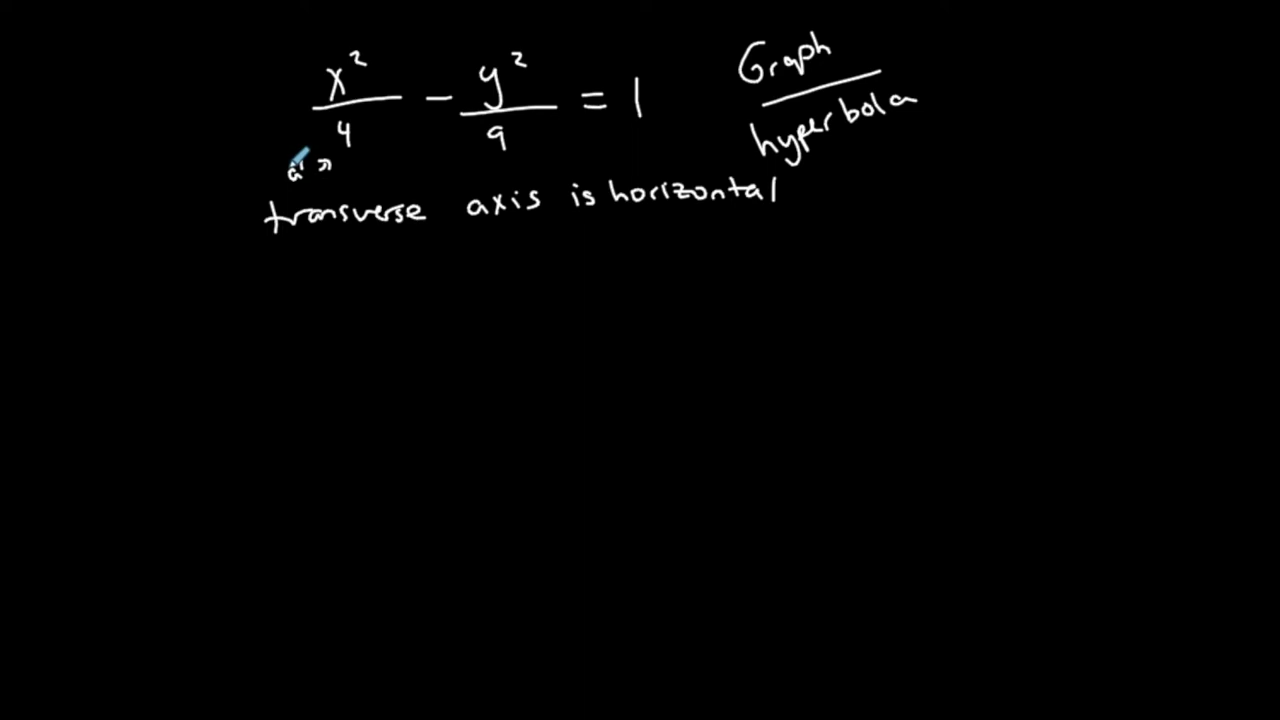 x² / 4 - y² / 9 = 1
Graph
hyperbola
transverse axis is horizontal